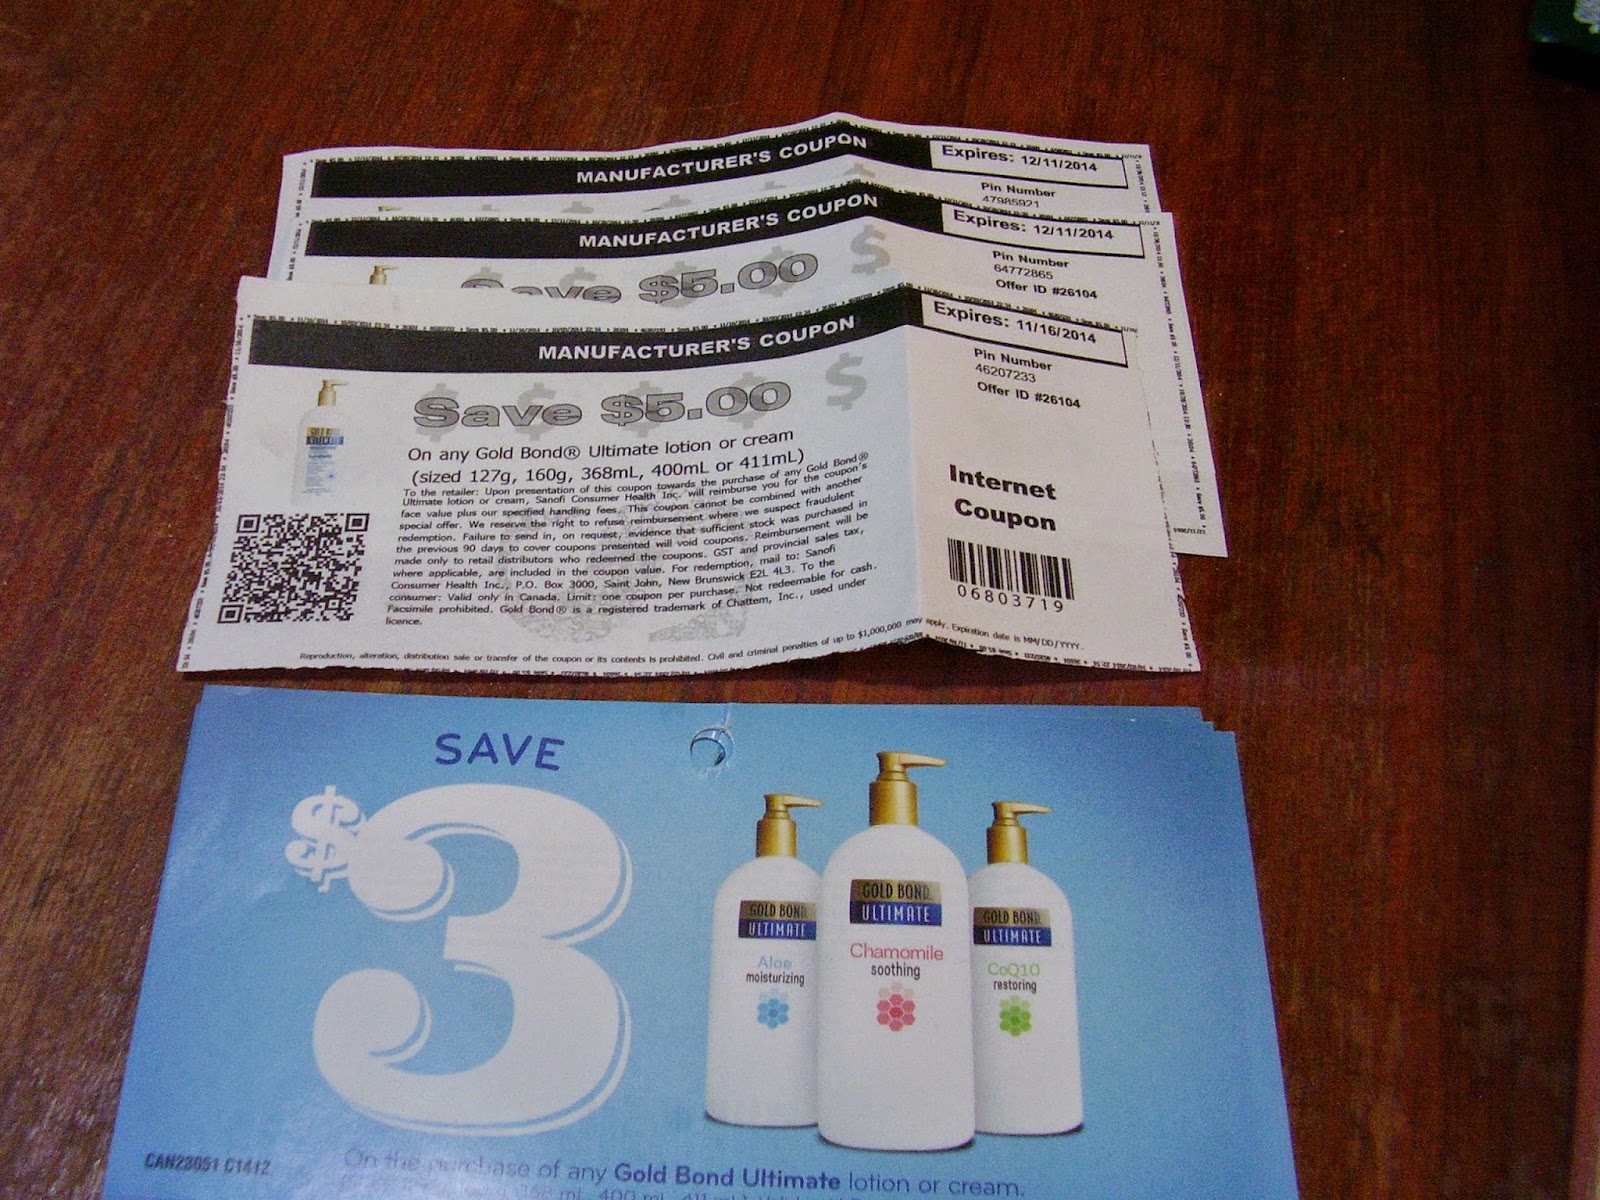 MANUFACTURER'S COUPON
Expires: 12/11/2014
Pin Number
47985921
MANUFACTURER'S COUPON
Expires: 12/11/2014
Save $5.00
Pin Number
64772865
Offer ID #26104
MANUFACTURER'S COUPON
Expires: 11/16/2014
Pin Number
46207233
Offer ID #26104
Save $5.00
On any Gold Bond® Ultimate lotion or cream
(sized 127g, 160g, 368mL, 400mL or 411mL)
GOLD BOND
ULTIMATE
To the retailer: Upon presentation of this coupon towards the purchase of any Gold Bond®
Ultimate lotion or cream, Sanofi Consumer Health Inc. will reimburse you for the coupon's
face value plus our specified handling fees. This coupon cannot be combined with another
special offer. We reserve the right to refuse reimbursement where we suspect fraudulent
redemption. Failure to send in, on request, evidence that sufficient stock was purchased in
the previous 90 days to cover coupons presented will void coupons. Reimbursement will be
made only to retail distributors who redeemed the coupons. GST and provincial sales tax,
where applicable, are included in the coupon value. For redemption, mail to: Sanofi
Consumer Health Inc., P.O. Box 3000, Saint John, New Brunswick E2L 4L3. To the
consumer: Valid only in Canada. Limit: one coupon per purchase. Not redeemable for cash.
Facsimile prohibited. Gold Bond® is a registered trademark of Chattem, Inc., used under
licence.
Internet
Coupon
06803719
Reproduction, alteration, distribution sale or transfer of the coupon or its contents is prohibited. Civil and criminal penalties of up to $1,000,000 may apply. Expiration date is MM/DD/YYYY.
SAVE
$3
GOLD BOND
ULTIMATE
Aloe
moisturizing
GOLD BOND
ULTIMATE
Chamomile
soothing
GOLD BOND
ULTIMATE
CoQ10
restoring
CAN23051 C1412
On the purchase of any Gold Bond Ultimate lotion or cream.
400 mL, 411 mL